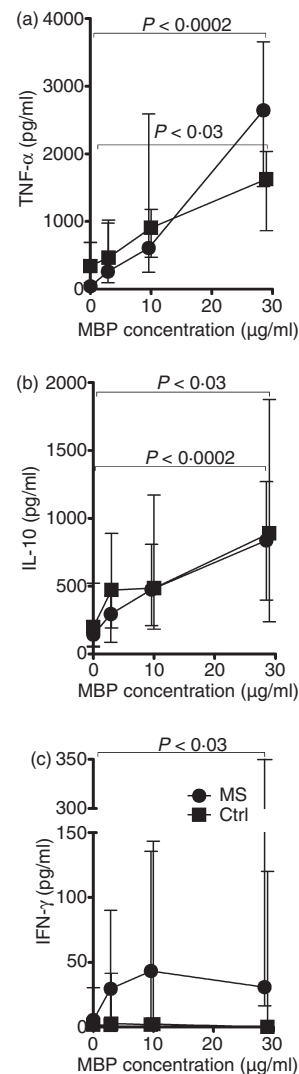 (a)
4000
3000
2000
1000
0
TNF-α (pg/ml)
P < 0·0002
P < 0·03
0 10 20 30
MBP concentration (μg/ml)
(b)
2000
1500
1000
500
0
IL-10 (pg/ml)
P < 0·03
P < 0·0002
0 10 20 30
MBP concentration (μg/ml)
(c)
350
300
150
100
50
0
IFN-γ (pg/ml)
P < 0·03
MS
Ctrl
0 10 20 30
MBP concentration (μg/ml)